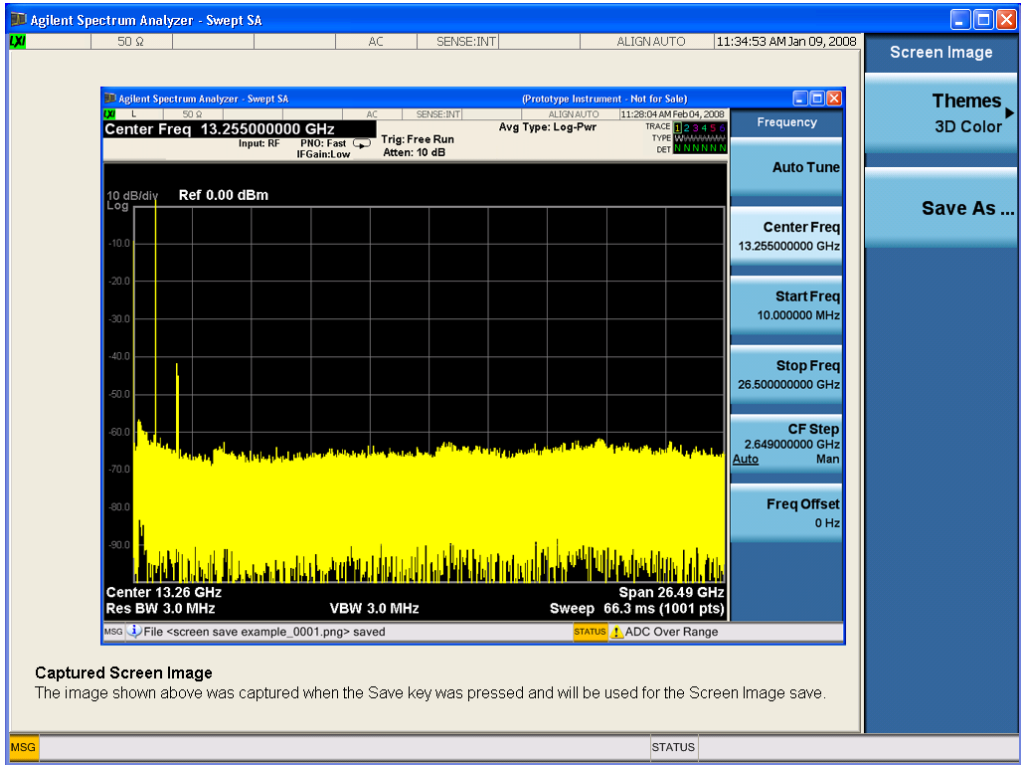 Agilent Spectrum Analyzer - Swept SA
LXI 50 Ω AC SENSE:INT ALIGN AUTO 11:34:53 AM Jan 09, 2008
Screen Image
Themes
3D Color
Save As ...
Agilent Spectrum Analyzer - Swept SA (Prototype Instrument - Not for Sale)
LXI L 50 Ω AC SENSE:INT ALIGN AUTO 11:28:04 AM Feb 04, 2008
Center Freq 13.255000000 GHz
Input: RF
PNO: Fast
IFGain:Low
Trig: Free Run
Atten: 10 dB
Avg Type: Log-Pwr
TRACE 1 2 3 4 5 6
TYPE WWWWWW
DET N N N N N N
Frequency
Auto Tune
Center Freq
13.255000000 GHz
Start Freq
10.000000 MHz
Stop Freq
26.500000000 GHz
CF Step
2.649000000 GHz
Auto Man
Freq Offset
0 Hz
10 dB/div Ref 0.00 dBm
Log
-10.0
-20.0
-30.0
-40.0
-50.0
-60.0
-70.0
-80.0
-90.0
Center 13.26 GHz Span 26.49 GHz
Res BW 3.0 MHz VBW 3.0 MHz Sweep 66.3 ms (1001 pts)
MSG File <screen save example_0001.png> saved STATUS ADC Over Range
Captured Screen Image
The image shown above was captured when the Save key was pressed and will be used for the Screen Image save.
MSG STATUS